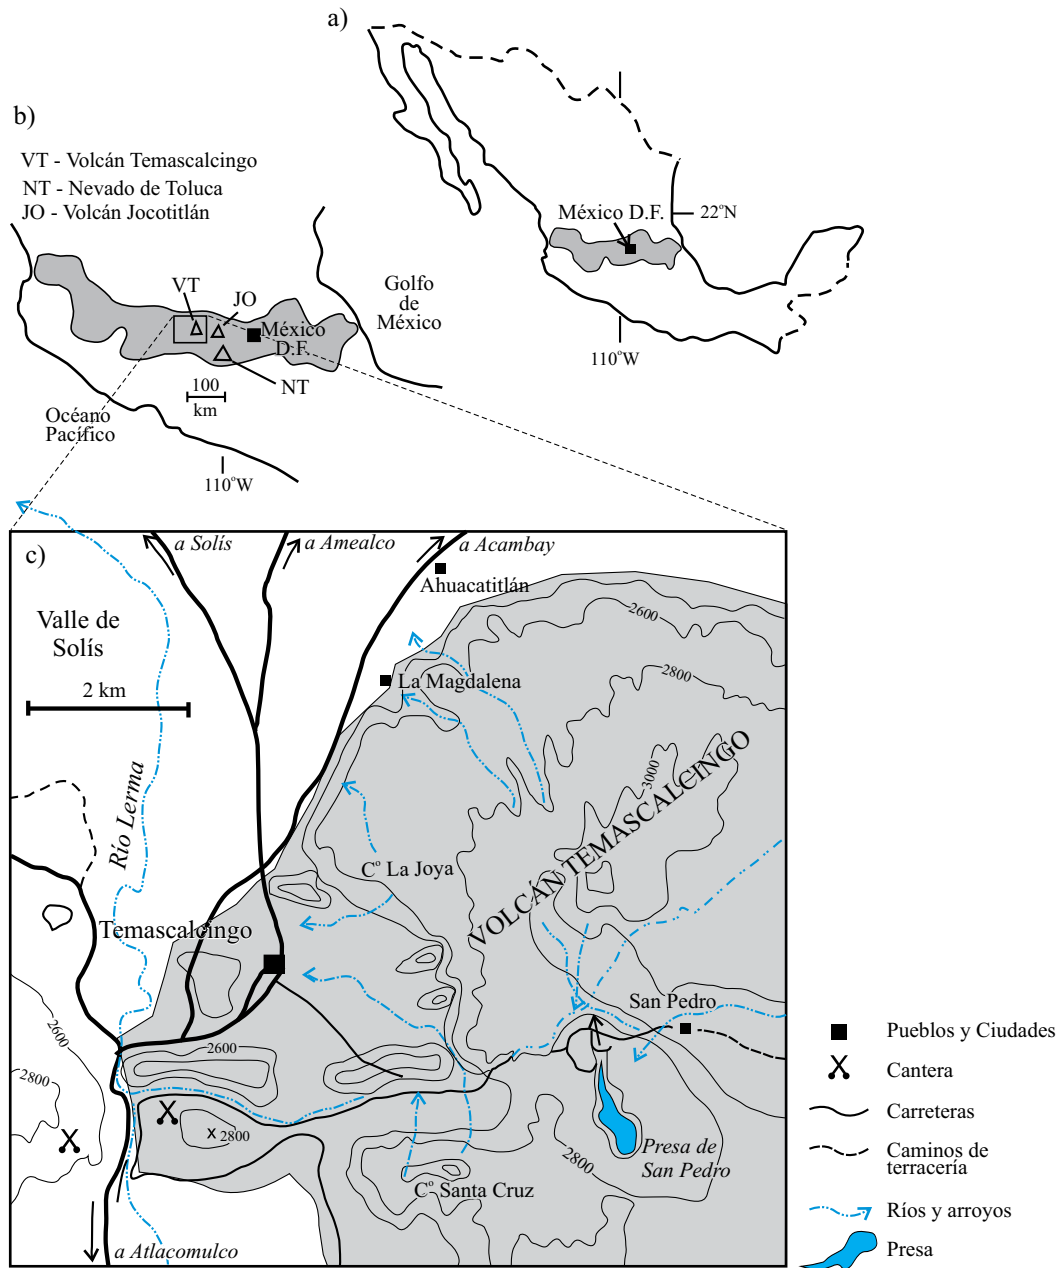 a)
b)
VT - Volcán Temascalcingo
NT - Nevado de Toluca
JO - Volcán Jocotitlán
México D.F.
22°N
110°W
VT
JO
México
D.F.
NT
Golfo
de
México
100
km
Océano
Pacífico
110°W
c)
a Solís
a Amealco
a Acambay
Ahuacatitlán
Valle de
Solís
2 km
La Magdalena
2600
2800
3000
VOLCÁN TEMASCALCINGO
Río Lerma
C° La Joya
Temascalcingo
San Pedro
2600
2800
2600
x 2800
2800
Presa de
San Pedro
C° Santa Cruz
a Atlacomulco
Pueblos y Ciudades
Cantera
Carreteras
Caminos de
terracería
Ríos y arroyos
Presa